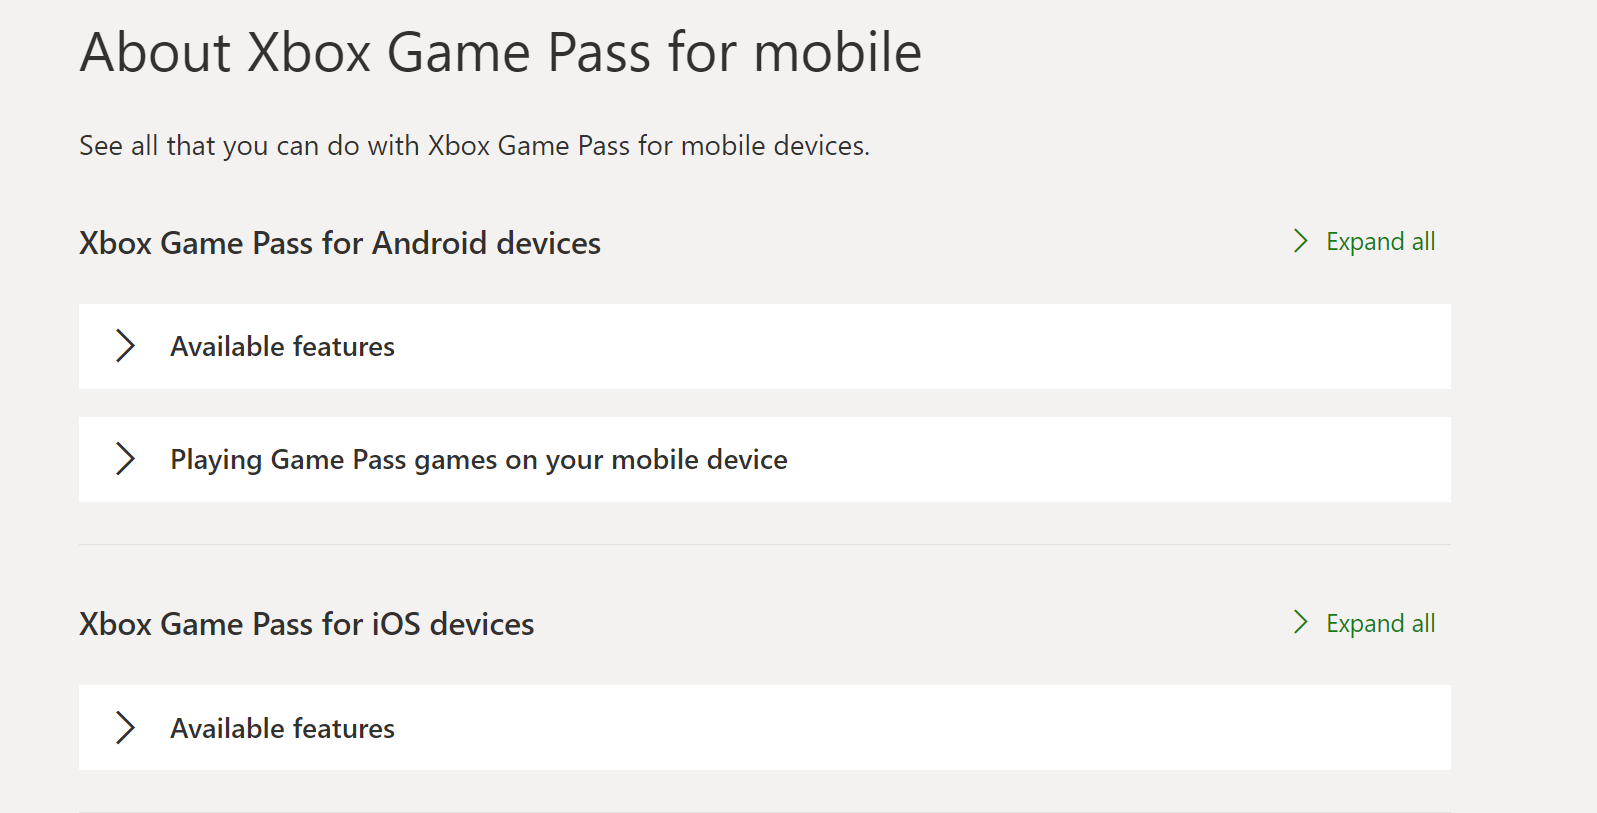 About Xbox Game Pass for mobile
See all that you can do with Xbox Game Pass for mobile devices.
Xbox Game Pass for Android devices
Expand all
Available features
Playing Game Pass games on your mobile device
Xbox Game Pass for iOS devices
Expand all
Available features